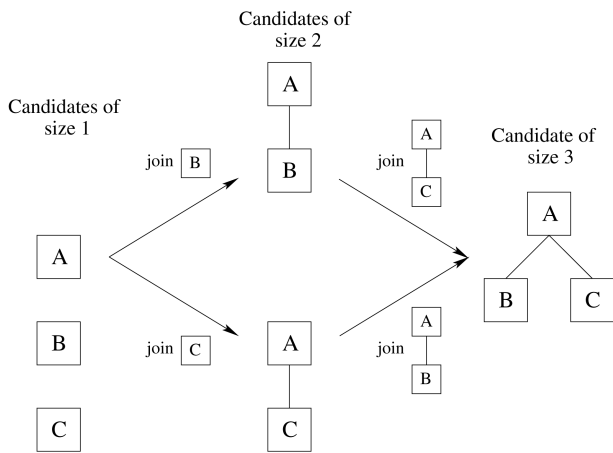 Candidates of
size 1
A
B
C
join B
join C
Candidates of
size 2
A
B
A
C
join
A
C
join
A
B
Candidate of
size 3
A
B C